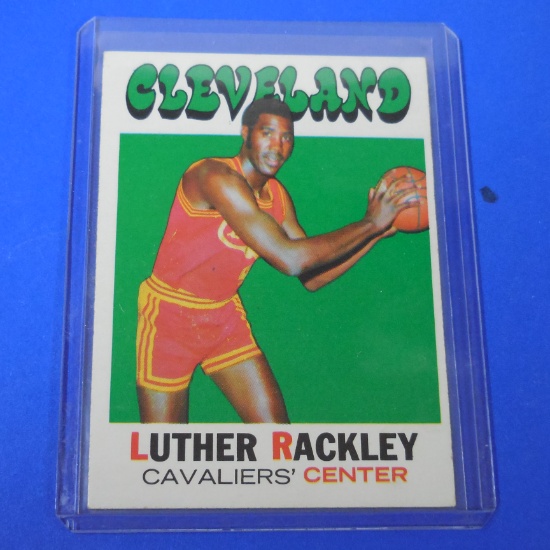 CLEVELAND
LUTHER RACKLEY
CAVALIERS' CENTER